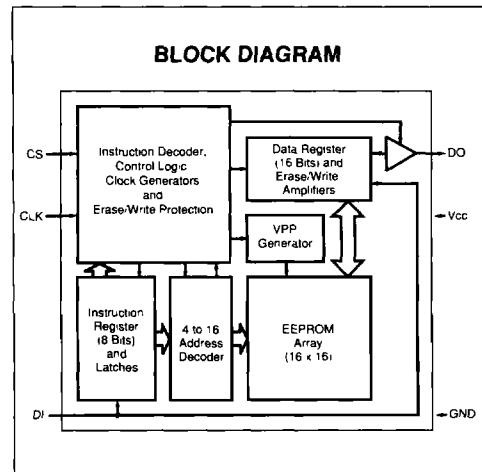 BLOCK DIAGRAM
CS
CLK
Instruction Decoder,
Control Logic
Clock Generators
and
Erase/Write Protection
Data Register
(16 Bits) and
Erase/Write
Amplifiers
DO
Vcc
VPP
Generator
Instruction
Register
(8 Bits)
and
Latches
4 to 16
Address
Decoder
EEPROM
Array
(16 x 16)
DI
GND